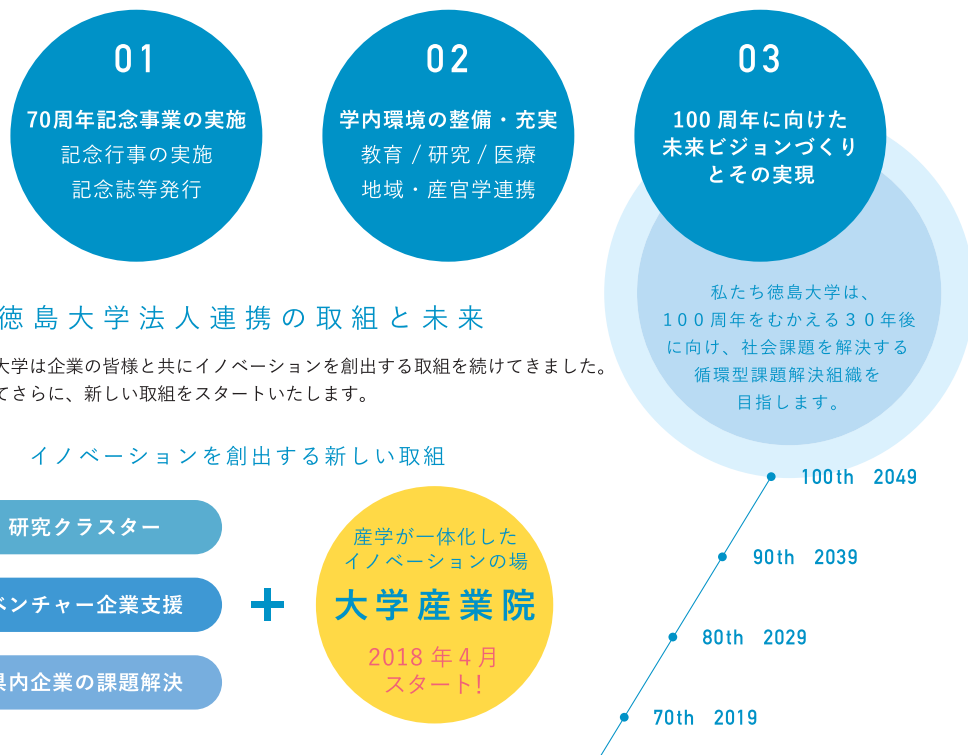 01
70周年記念事業の実施
記念行事の実施
記念誌等発行
02
学内環境の整備・充実
教育 / 研究 / 医療
地域・産官学連携
03
100 周年に向けた
未来ビジョンづくり
とその実現
私たち徳島大学は、
100周年をむかえる30年後
に向け、社会課題を解決する
循環型課題解決組織を
目指します。
徳島大学法人連携の取組と未来
大学は企業の皆様と共にイノベーションを創出する取組を続けてきました。
てさらに、新しい取組をスタートいたします。
イノベーションを創出する新しい取組
研究クラスター
ベンチャー企業支援
県内企業の課題解決
+
産学が一体化した
イノベーションの場
大学産業院
2018 年 4 月
スタート!
100th 2049
90th 2039
80th 2029
70th 2019